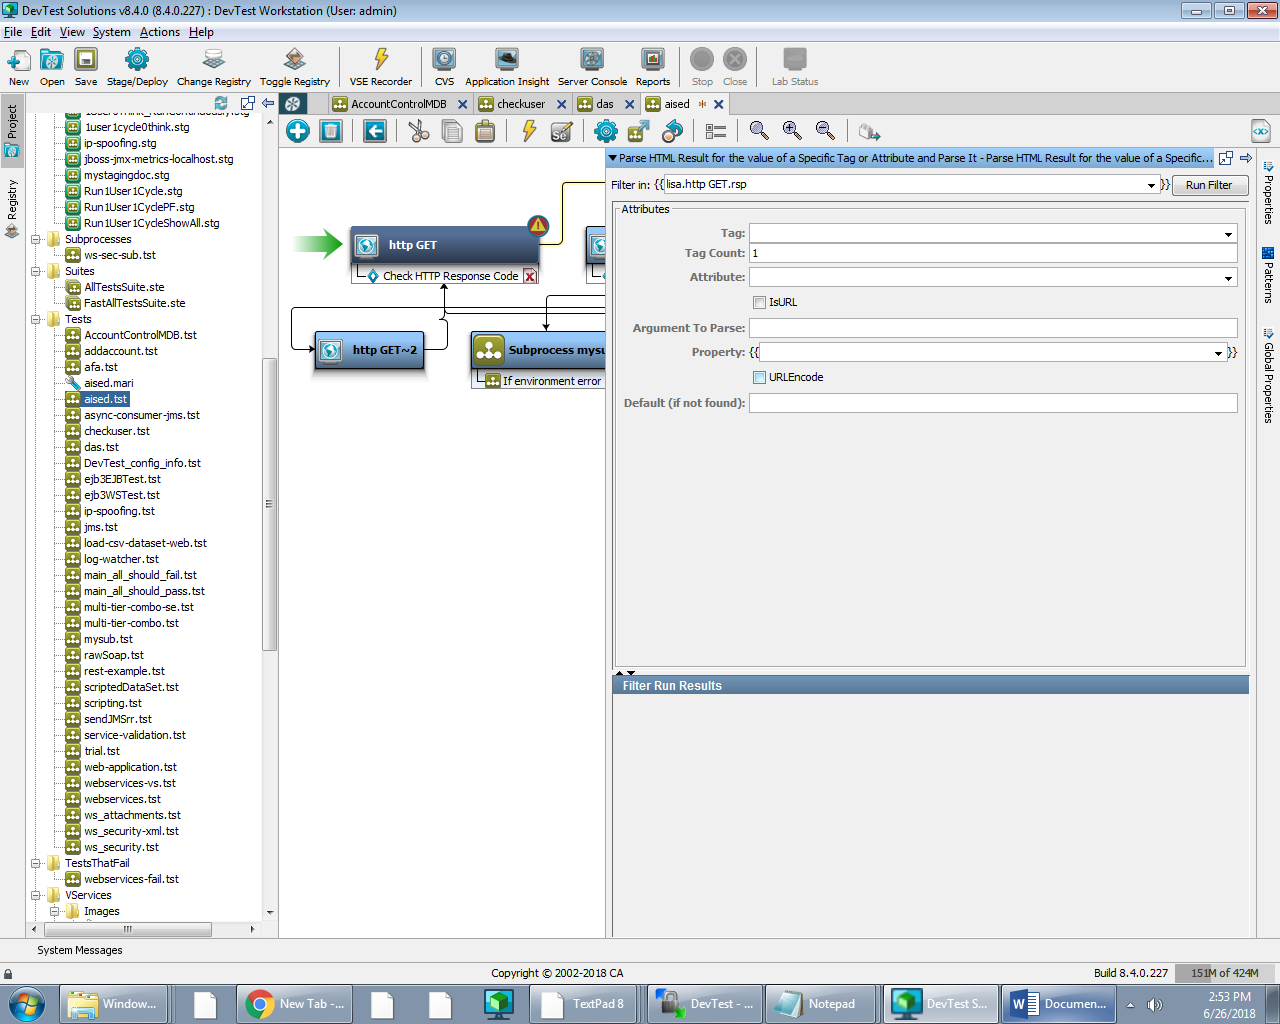 DevTest Solutions v8.4.0 (8.4.0.227) : DevTest Workstation (User: admin)
File Edit View System Actions Help
New Open Save Stage/Deploy Change Registry Toggle Registry VSE Recorder CVS Application Insight Server Console Reports Stop Close Lab Status
Project
Registry
1user1cycle0think.stg
ip-spoofing.stg
jboss-jmx-metrics-localhost.stg
mystagingdoc.stg
Run1User1Cycle.stg
Run1User1CyclePF.stg
Run1User1CycleShowAll.stg
Subprocesses
ws-sec-sub.tst
Suites
AllTestsSuite.ste
FastAllTestsSuite.ste
Tests
AccountControlMDB.tst
addaccount.tst
afa.tst
aised.mari
aised.tst
async-consumer-jms.tst
checkuser.tst
das.tst
DevTest_config_info.tst
ejb3EJBTest.tst
ejb3WSTest.tst
ip-spoofing.tst
jms.tst
load-csv-dataset-web.tst
log-watcher.tst
main_all_should_fail.tst
main_all_should_pass.tst
multi-tier-combo-se.tst
multi-tier-combo.tst
mysub.tst
rawSoap.tst
rest-example.tst
scriptedDataSet.tst
scripting.tst
sendJMSrr.tst
service-validation.tst
trial.tst
web-application.tst
webservices-vs.tst
webservices.tst
ws_attachments.tst
ws_security-xml.tst
ws_security.tst
TestsThatFail
webservices-fail.tst
VServices
Images
AccountControlMDB checkuser das aised
http GET
Check HTTP Response Code
http GET~2
Subprocess mysu
If environment error
Parse HTML Result for the value of a Specific Tag or Attribute and Parse It - Parse HTML Result for the value of a Specific...
Filter in: {{lisa.http GET.rsp}} Run Filter
Attributes
Tag:
Tag Count: 1
Attribute:
IsURL
Argument To Parse:
Property: {{ }}
URLEncode
Default (if not found):
Filter Run Results
Properties
Patterns
Global Properties
System Messages
Copyright © 2002-2018 CA Build 8.4.0.227 151M of 424M
Window... New Tab -... TextPad 8 DevTest - ... Notepad DevTest S... Documen... 2:53 PM
6/26/2018